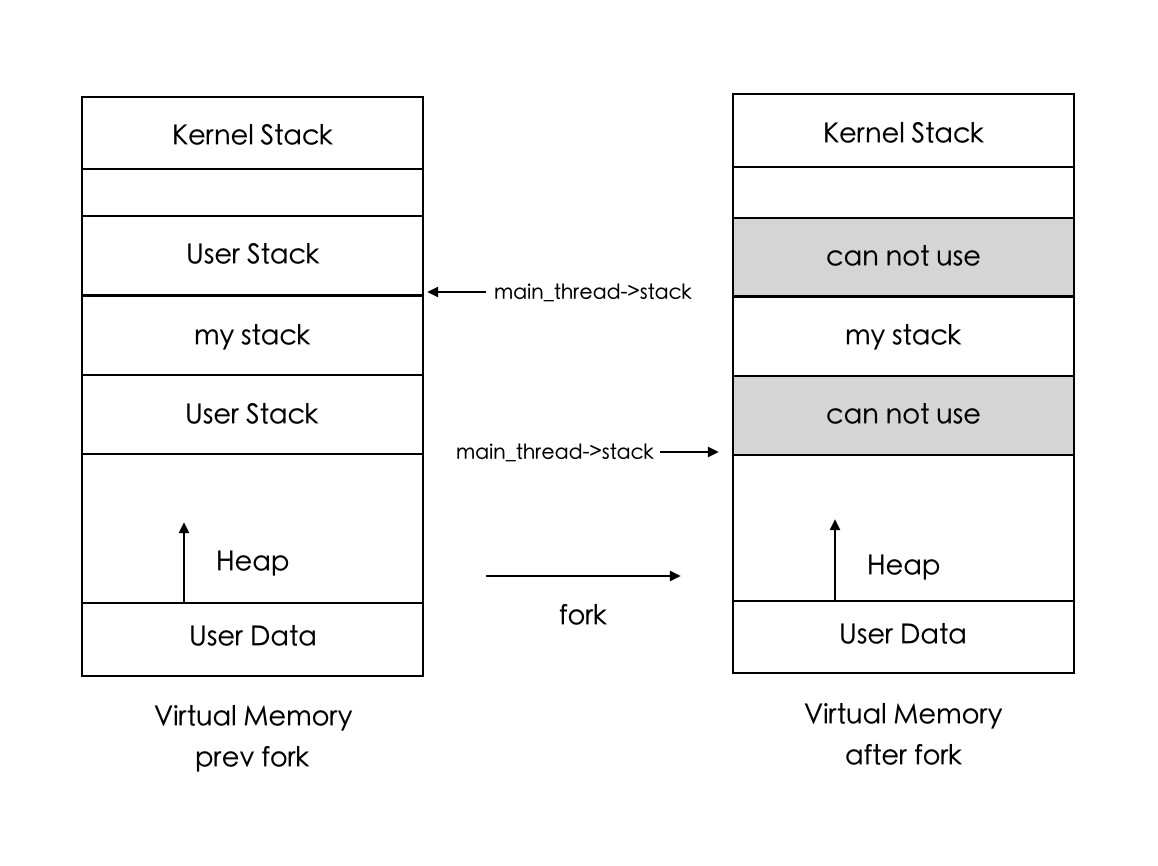 Kernel Stack
User Stack
my stack
User Stack
Heap
User Data
Virtual Memory
prev fork
main_thread->stack
main_thread->stack
fork
Kernel Stack
can not use
my stack
can not use
Heap
User Data
Virtual Memory
after fork